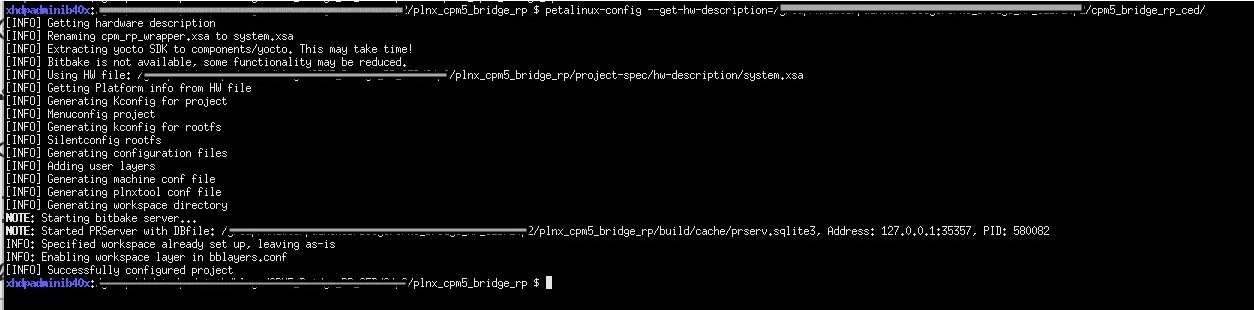 xhdpadminib40x: /plnx_cpm5_bridge_rp $ petalinux-config --get-hw-description=/ /cpm5_bridge_rp_ced/
[INFO] Getting hardware description
[INFO] Renaming cpm_rp_wrapper.xsa to system.xsa
[INFO] Extracting yocto SDK to components/yocto. This may take time!
[INFO] Bitbake is not available, some functionality may be reduced.
[INFO] Using HW file: / /plnx_cpm5_bridge_rp/project-spec/hw-description/system.xsa
[INFO] Getting Platform info from HW file
[INFO] Generating Kconfig for project
[INFO] Menuconfig project
[INFO] Generating kconfig for rootfs
[INFO] Silentconfig rootfs
[INFO] Generating configuration files
[INFO] Adding user layers
[INFO] Generating machine conf file
[INFO] Generating plnxtool conf file
[INFO] Generating workspace directory
NOTE: Starting bitbake server...
NOTE: Started PRServer with DBfile: / 2/plnx_cpm5_bridge_rp/build/cache/prserv.sqlite3, Address: 127.0.0.1:35357, PID: 580082
INFO: Specified workspace already set up, leaving as-is
INFO: Enabling workspace layer in bblayers.conf
[INFO] Successfully configured project
xhdpadminib40x: /plnx_cpm5_bridge_rp $